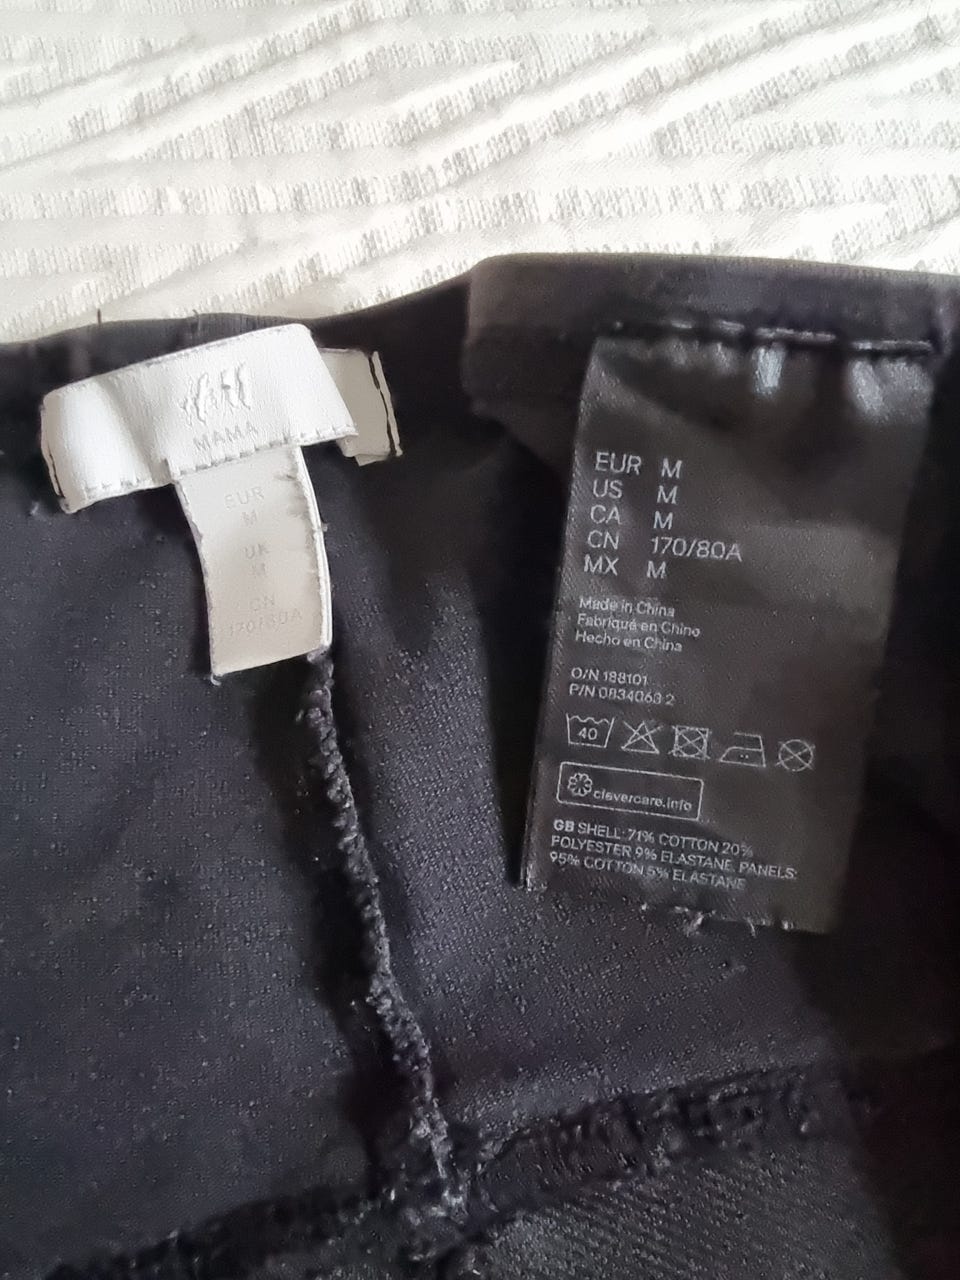 H&M
MAMA
EUR
M
UK
M
CN
170/80A
EUR M
US M
CA M
CN 170/80A
MX M
Made in China
Fabriqué en Chine
Hecho en China
O/N 188101
P/N 0834063 2
40
clevercare.info
GB SHELL: 71% COTTON 20%
POLYESTER 9% ELASTANE. PANELS:
95% COTTON 5% ELASTANE